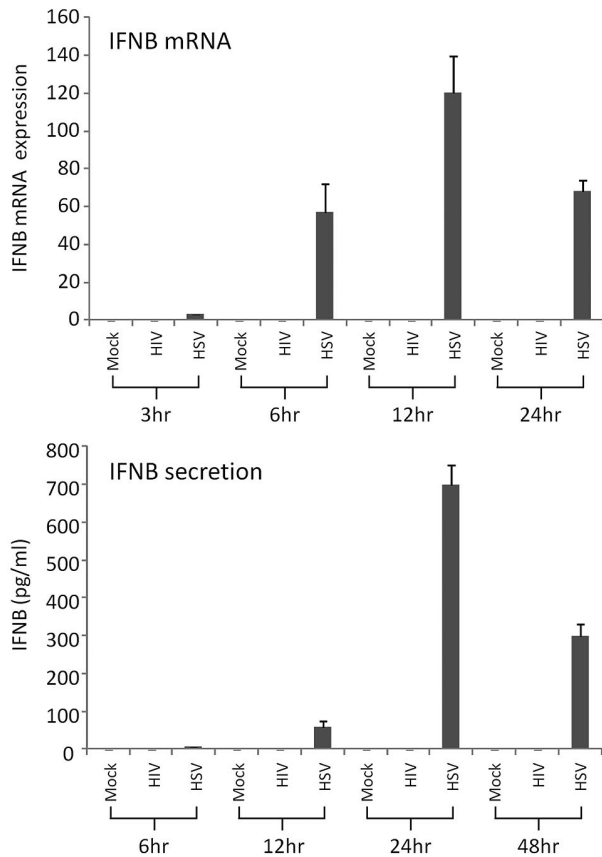 IFNB mRNA
IFNB mRNA expression
160
140
120
100
80
60
40
20
0
Mock HIV HSV Mock HIV HSV Mock HIV HSV Mock HIV HSV
3hr 6hr 12hr 24hr
IFNB secretion
IFNB (pg/ml)
800
700
600
500
400
300
200
100
0
Mock HIV HSV Mock HIV HSV Mock HIV HSV Mock HIV HSV
6hr 12hr 24hr 48hr